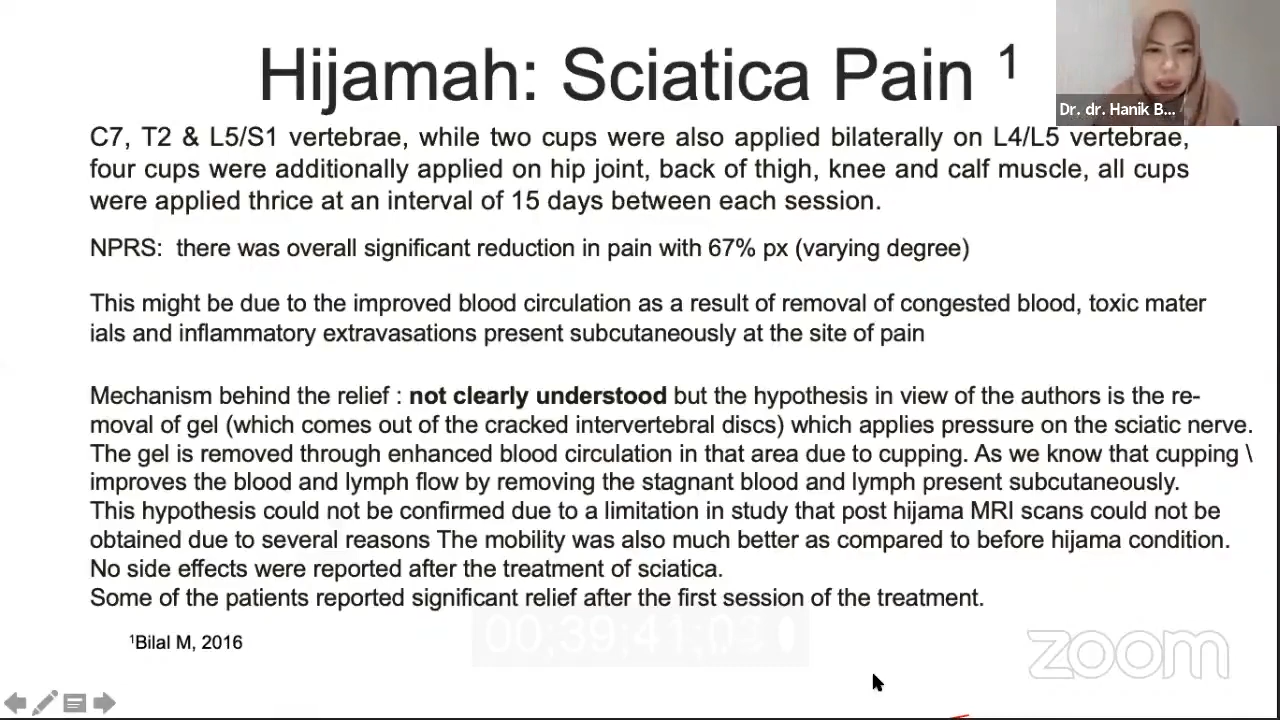 Hijamah: Sciatica Pain ¹
Dr. dr. Hanik B...
C7, T2 & L5/S1 vertebrae, while two cups were also applied bilaterally on L4/L5 vertebrae,
four cups were additionally applied on hip joint, back of thigh, knee and calf muscle, all cups
were applied thrice at an interval of 15 days between each session.
NPRS: there was overall significant reduction in pain with 67% px (varying degree)
This might be due to the improved blood circulation as a result of removal of congested blood, toxic mater
ials and inflammatory extravasations present subcutaneously at the site of pain
Mechanism behind the relief : not clearly understood but the hypothesis in view of the authors is the re-
moval of gel (which comes out of the cracked intervertebral discs) which applies pressure on the sciatic nerve.
The gel is removed through enhanced blood circulation in that area due to cupping. As we know that cupping \
improves the blood and lymph flow by removing the stagnant blood and lymph present subcutaneously.
This hypothesis could not be confirmed due to a limitation in study that post hijama MRI scans could not be
obtained due to several reasons The mobility was also much better as compared to before hijama condition.
No side effects were reported after the treatment of sciatica.
Some of the patients reported significant relief after the first session of the treatment.
¹Bilal M, 2016
zoom